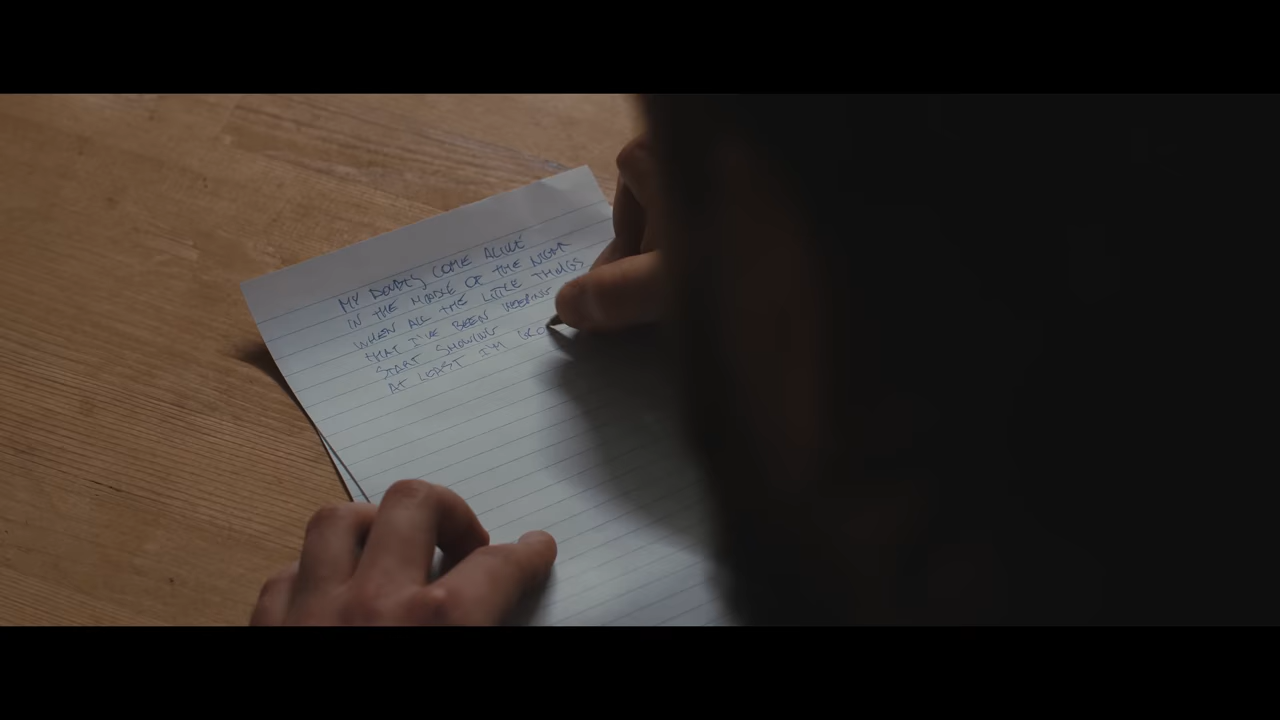 MY DOUBTS COME ALIVE
IN THE MIDDLE OF THE NIGHT
WHEN ALL THE LITTLE THINGS
THAT I'VE BEEN KEEPING
START SHOWING
AT LEAST I'M